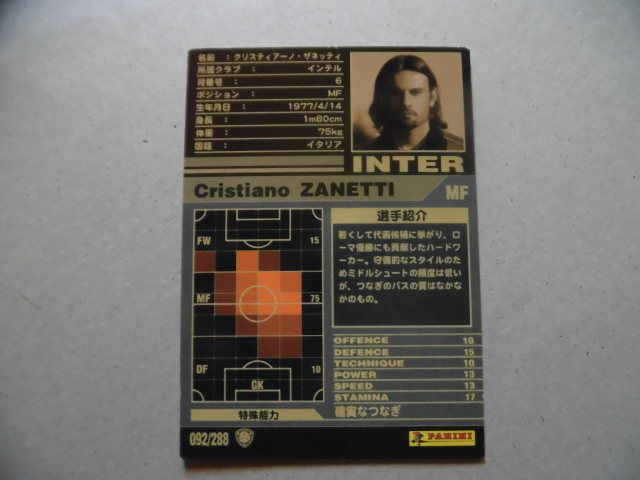 名前 : クリスティアーノ・ザネッティ
所属クラブ : インテル
背番号 : 6
ポジション : MF
生年月日 : 1977/4/14
身長 : 1m80cm
体重 : 75kg
国籍 : イタリア
INTER
Cristiano ZANETTI MF
FW 15
MF 75
DF 10
GK
選手紹介
若くして代表候補に挙がり、ロ
ーマ優勝にも貢献したハードワ
ーカー。守備的なスタイルのた
めミドルシュートの頻度は低い
が、つなぎのパスの質はなかな
かのもの。
OFFENCE 10
DEFENCE 15
TECHNIQUE 10
POWER 13
SPEED 13
STAMINA 17
特殊能力 確実なつなぎ
092/288
PANINI